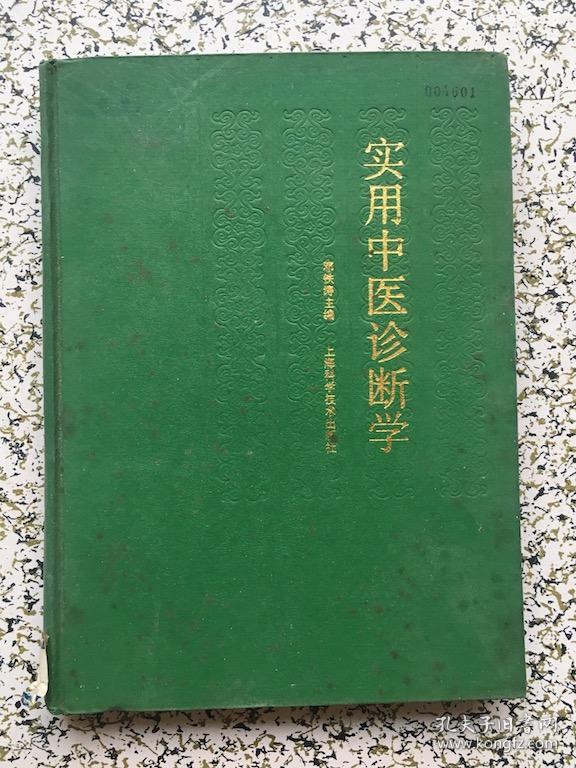 004601
实用中医诊断学
邓铁涛主编 上海科学技术出版社
孔夫子旧书网
www.kongfz.com